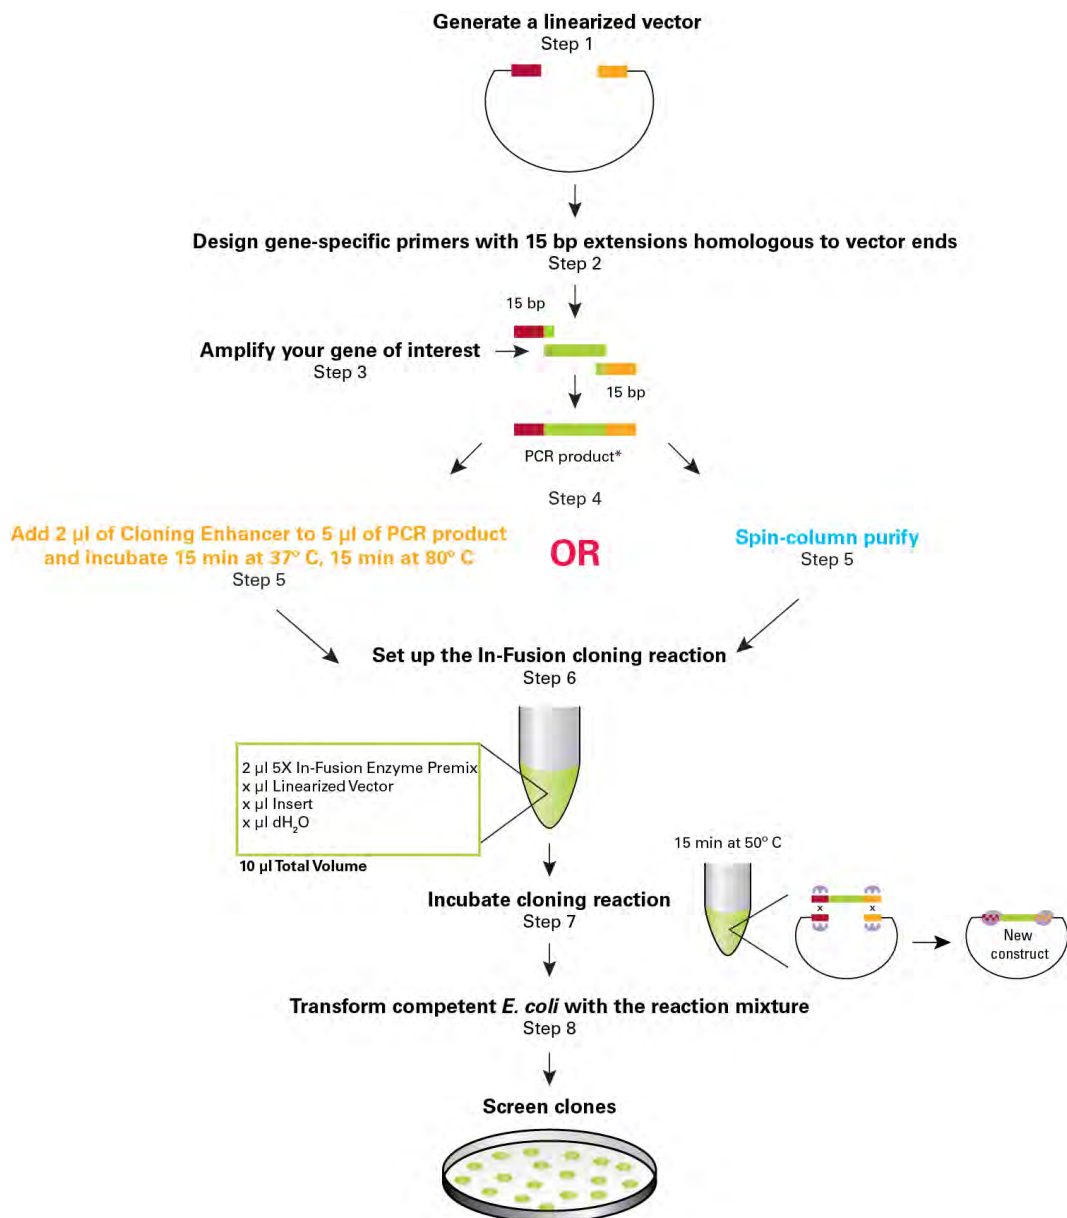 Generate a linearized vector
Step 1
Design gene-specific primers with 15 bp extensions homologous to vector ends
Step 2
15 bp
Amplify your gene of interest
Step 3
15 bp
PCR product*
Step 4
Add 2 µl of Cloning Enhancer to 5 µl of PCR product
and incubate 15 min at 37º C, 15 min at 80º C
Step 5
OR
Spin-column purify
Step 5
Set up the In-Fusion cloning reaction
Step 6
2 µl 5X In-Fusion Enzyme Premix
x µl Linearized Vector
x µl Insert
x µl dH₂O
10 µl Total Volume
15 min at 50º C
x x
Incubate cloning reaction
Step 7
New
construct
Transform competent E. coli with the reaction mixture
Step 8
Screen clones